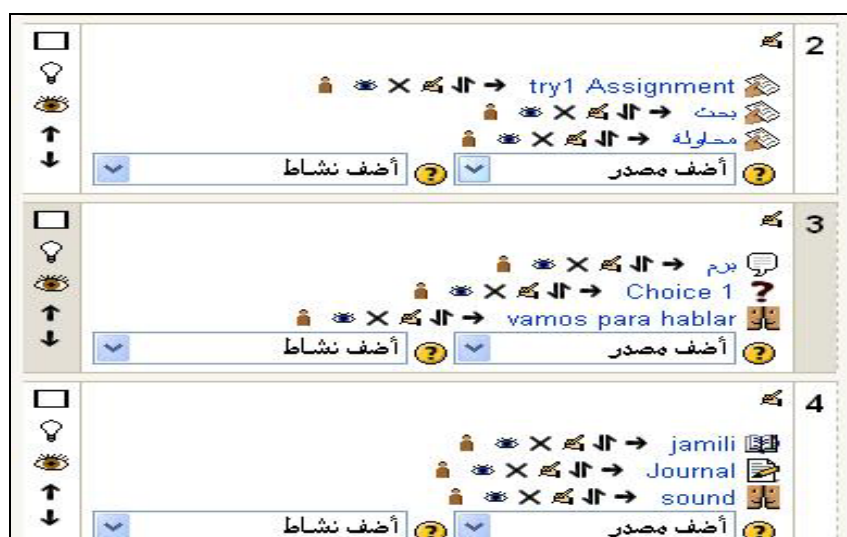 2
try1 Assignment
بحث
محاولة
أضف مصدر أضف نشاط
3
برم
Choice 1
vamos para hablar
أضف مصدر أضف نشاط
4
jamili
Journal
sound
أضف مصدر أضف نشاط